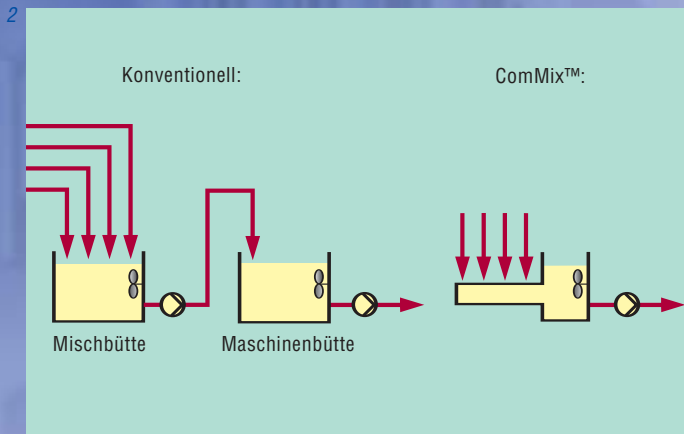 2
Konventionell:
ComMix™:
Mischbütte
Maschinenbütte